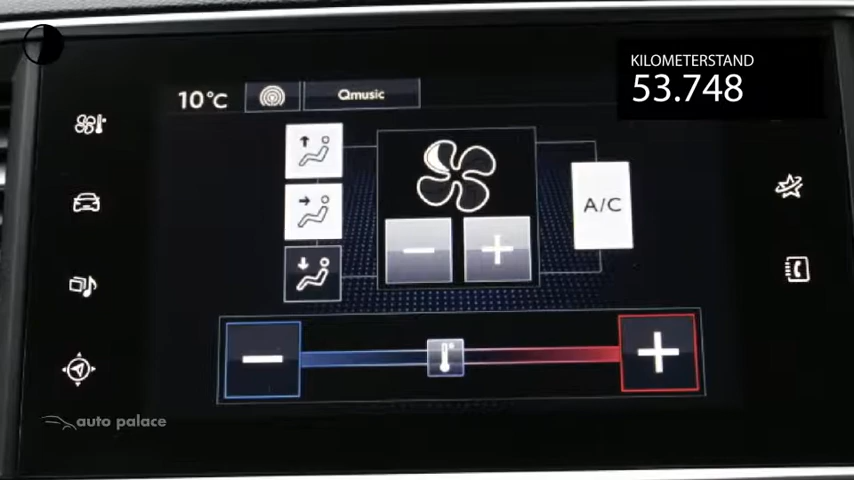 KILOMETERSTAND
53.748
10°C
Qmusic
A/C
auto palace